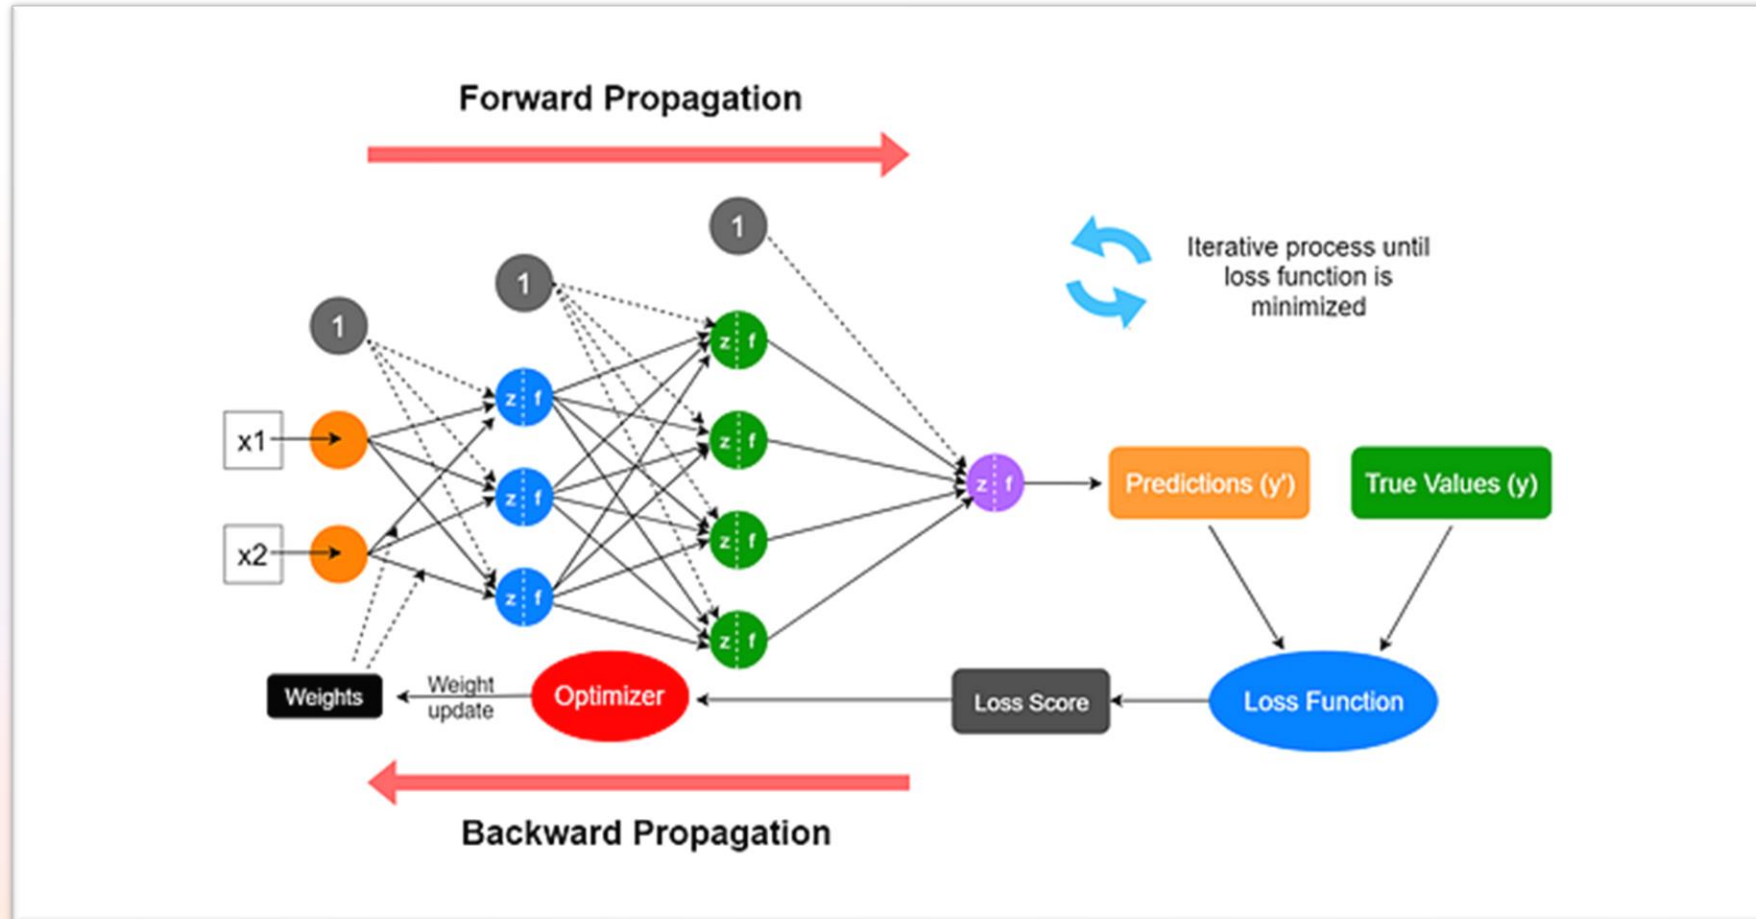 Forward Propagation
1
1
1
Iterative process until
loss function is
minimized
z f
z f
x1
z f
z f
z f
Predictions (y')
True Values (y)
z f
x2
z f
z f
z f
Weights
Weight
update
Optimizer
Loss Score
Loss Function
Backward Propagation